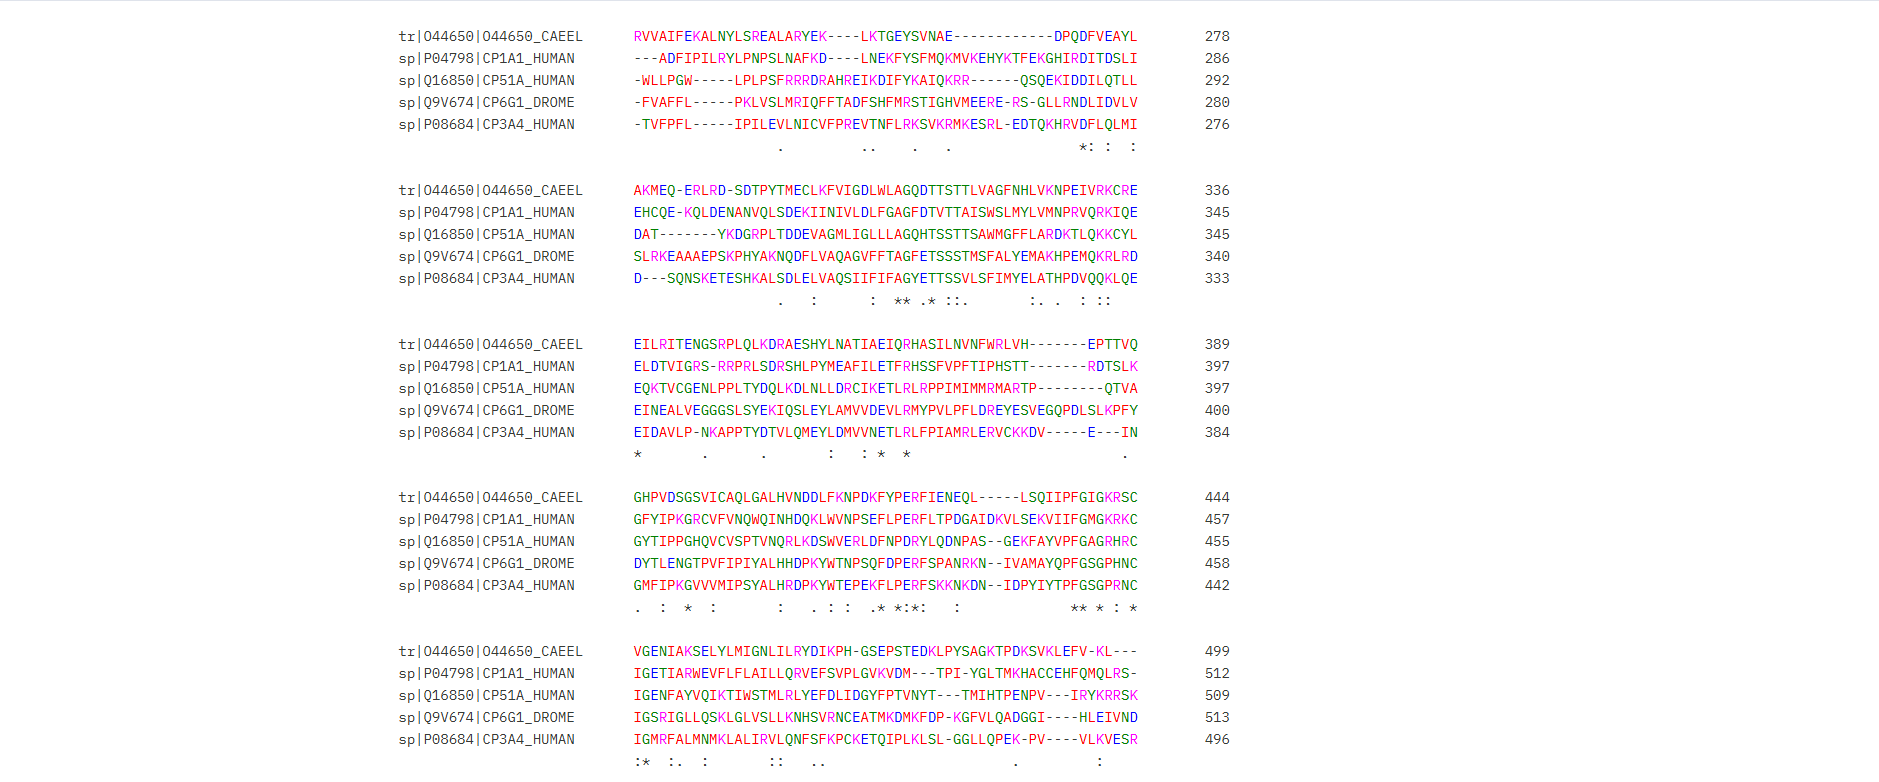 tr|O44650|O44650_CAEEL RVVAIFEKALNYLSREALARYEK----LKTGEYSVNAE------------DPQDFVEAYL 278
sp|P04798|CP1A1_HUMAN ---ADFIPILRYLPNPSLNAFKD----LNEKFYSFMQKMVKEHYKTFEKGHIRDITDSLI 286
sp|Q16850|CP51A_HUMAN -WLLPGW-----LPLPSFRRRDRAHREIKDIFYKAIQKRR------QSQEKIDDILQTLL 292
sp|Q9V674|CP6G1_DROME -FVAFFL-----PKLVSLMRIQFFTADFSHFMRSTIGHVMEERE-RS-GLLRNDLIDVLV 280
sp|P08684|CP3A4_HUMAN -TVFPFL-----IPILEVLNICVFPREVTNFLRKSVKRMKESRL-EDTQKHRVDFLQLMI 276
. .. . . *: : :
tr|O44650|O44650_CAEEL AKMEQ-ERLRD-SDTPYTMECLKFVIGDLWLAGQDTTSTTLVAGFNHLVKNPEIVRKCRE 336
sp|P04798|CP1A1_HUMAN EHCQE-KQLDENANVQLSDEKIINIVLDLFGAGFDTVTTAISWSLMYLVMNPRVQRKIQE 345
sp|Q16850|CP51A_HUMAN DAT-------YKDGRPLTDDEVAGMLIGLLLAGQHTSSTTSAWMGFFLARDKTLQKKCYL 345
sp|Q9V674|CP6G1_DROME SLRKEAAAEPSKPHYAKNQDFLVAQAGVFFTAGFETSSSTMSFALYEMAKHPEMQKRLRD 340
sp|P08684|CP3A4_HUMAN D---SQNSKETESHKALSDLELVAQSIIFIFAGYETTSSVLSFIMYELATHPDVQQKLQE 333
. : : ** .* ::. :. . : ::
tr|O44650|O44650_CAEEL EILRITENGSRPLQLKDRAESHYLNATIAEIQRHASILNVNFWRLVH-------EPTTVQ 389
sp|P04798|CP1A1_HUMAN ELDTVIGRS-RRPRLSDRSHLPYMEAFILETFRHSSFVPFTIPHSTT-------RDTSLK 397
sp|Q16850|CP51A_HUMAN EQKTVCGENLPPLTYDQLKDLNLLDRCIKETLRLRPPIMIMMRMARTP--------QTVA 397
sp|Q9V674|CP6G1_DROME EINEALVEGGGSLSYEKIQSLEYLAMVVDEVLRMYPVLPFLDREYESVEGQPDLSLKPFY 400
sp|P08684|CP3A4_HUMAN EIDAVLP-NKAPPTYDTVLQMEYLDMVVNETLRLFPIAMRLERVCKKDV-----E---IN 384
* . . : : * * .
tr|O44650|O44650_CAEEL GHPVDSGSVICAQLGALHVNDDLFKNPDKFYPERFIENEQL-----LSQIIPFGIGKRSC 444
sp|P04798|CP1A1_HUMAN GFYIPKGRCVFVNQWQINHDQKLWVNPSEFLPERFLTPDGAIDKVLSEKVIIFGMGKRKC 457
sp|Q16850|CP51A_HUMAN GYTIPPGHQVCVSPTVNQRLKDSWVERLDFNPDRYLQDNPAS--GEKFAYVPFGAGRHRC 455
sp|Q9V674|CP6G1_DROME DYTLENGTPVFIPIYALHHDPKYWTNPSQFDPERFSPANRKN--IVAMAYQPFGSGPHNC 458
sp|P08684|CP3A4_HUMAN GMFIPKGVVVMIPSYALHRDPKYWTEPEKFLPERFSKKNKDN--IDPYIYTPFGSGPRNC 442
. : * : : . : : .* *:*: : ** * : *
tr|O44650|O44650_CAEEL VGENIAKSELYLMIGNLILRYDIKPH-GSEPSTEDKLPYSAGKTPDKSVKLEFV-KL--- 499
sp|P04798|CP1A1_HUMAN IGETIARWEVFLFLAILLQRVEFSVPLGVKVDM---TPI-YGLTMKHACCEHFQMQLRS- 512
sp|Q16850|CP51A_HUMAN IGENFAYVQIKTIWSTMLRLYEFDLIDGYFPTVNYT---TMIHTPENPV---IRYKRRSK 509
sp|Q9V674|CP6G1_DROME IGSRIGLLQSKLGLVSLLKNHSVRNCEATMKDMKFDP-KGFVLQADGGI----HLEIVND 513
sp|P08684|CP3A4_HUMAN IGMRFALMNMKLALIRVLQNFSFKPCKETQIPLKLSL-GGLLQPEK-PV----VLKVESR 496
:* :. : :: .. . :